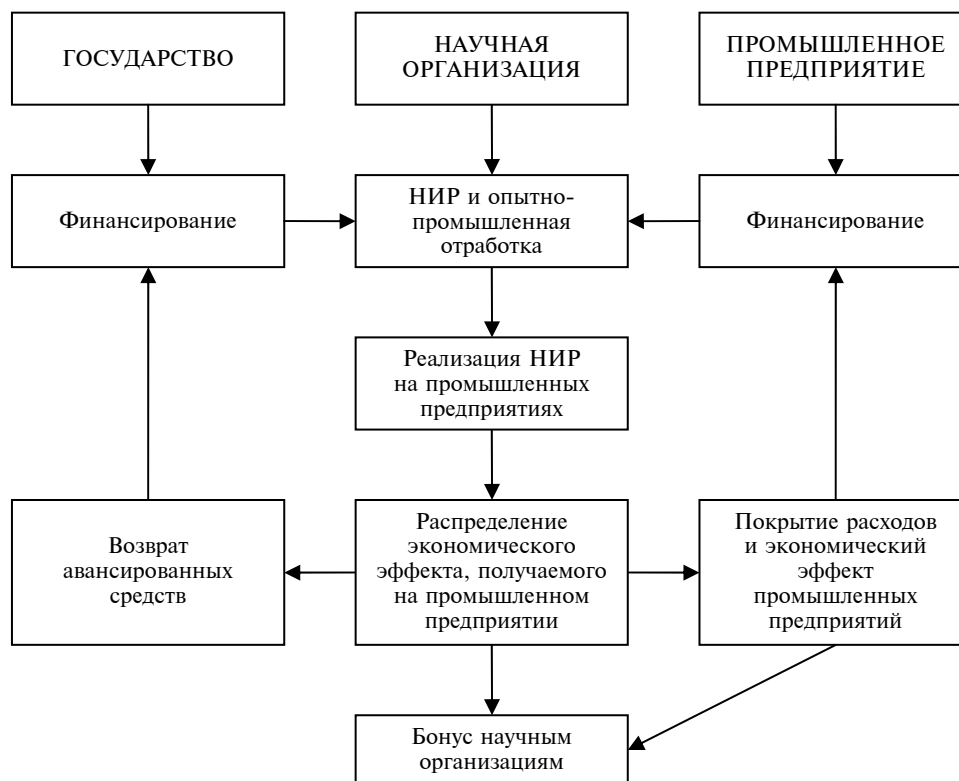 ГОСУДАРСТВО
НАУЧНАЯ
ОРГАНИЗАЦИЯ
ПРОМЫШЛЕННОЕ
ПРЕДПРИЯТИЕ
Финансирование
НИР и опытно-
промышленная
отработка
Финансирование
Реализация НИР
на промышленных
предприятиях
Возврат
авансированных
средств
Распределение
экономического
эффекта, получаемого
на промышленном
предприятии
Покрытие расходов
и экономический
эффект
промышленных
предприятий
Бонус научным
организациям